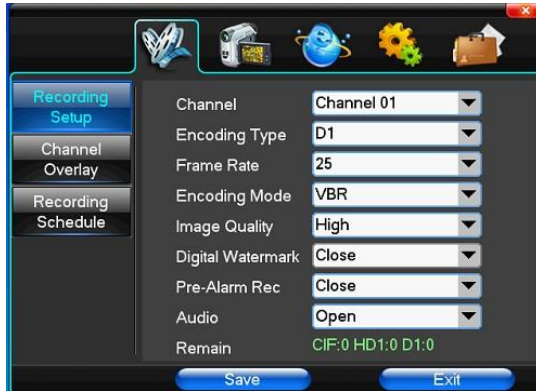 Recording
Setup
Channel
Overlay
Recording
Schedule
Channel Channel 01
Encoding Type D1
Frame Rate 25
Encoding Mode VBR
Image Quality High
Digital Watermark Close
Pre-Alarm Rec Close
Audio Open
Remain CIF:0 HD1:0 D1:0
Save Exit